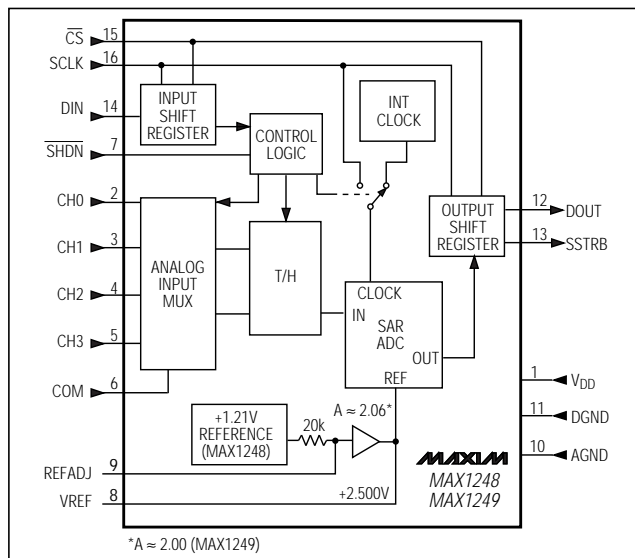 CS 15
SCLK 16
DIN 14
SHDN 7
CH0 2
CH1 3
CH2 4
CH3 5
COM 6
REFADJ 9
VREF 8
INPUT
SHIFT
REGISTER
CONTROL
LOGIC
INT
CLOCK
ANALOG
INPUT
MUX
T/H
CLOCK
IN
SAR
ADC
OUT
REF
OUTPUT
SHIFT
REGISTER
12 DOUT
13 SSTRB
1 VDD
11 DGND
10 AGND
+1.21V
REFERENCE
(MAX1248)
20k
A ≈ 2.06*
+2.500V
MAXIM
MAX1248
MAX1249
*A ≈ 2.00 (MAX1249)